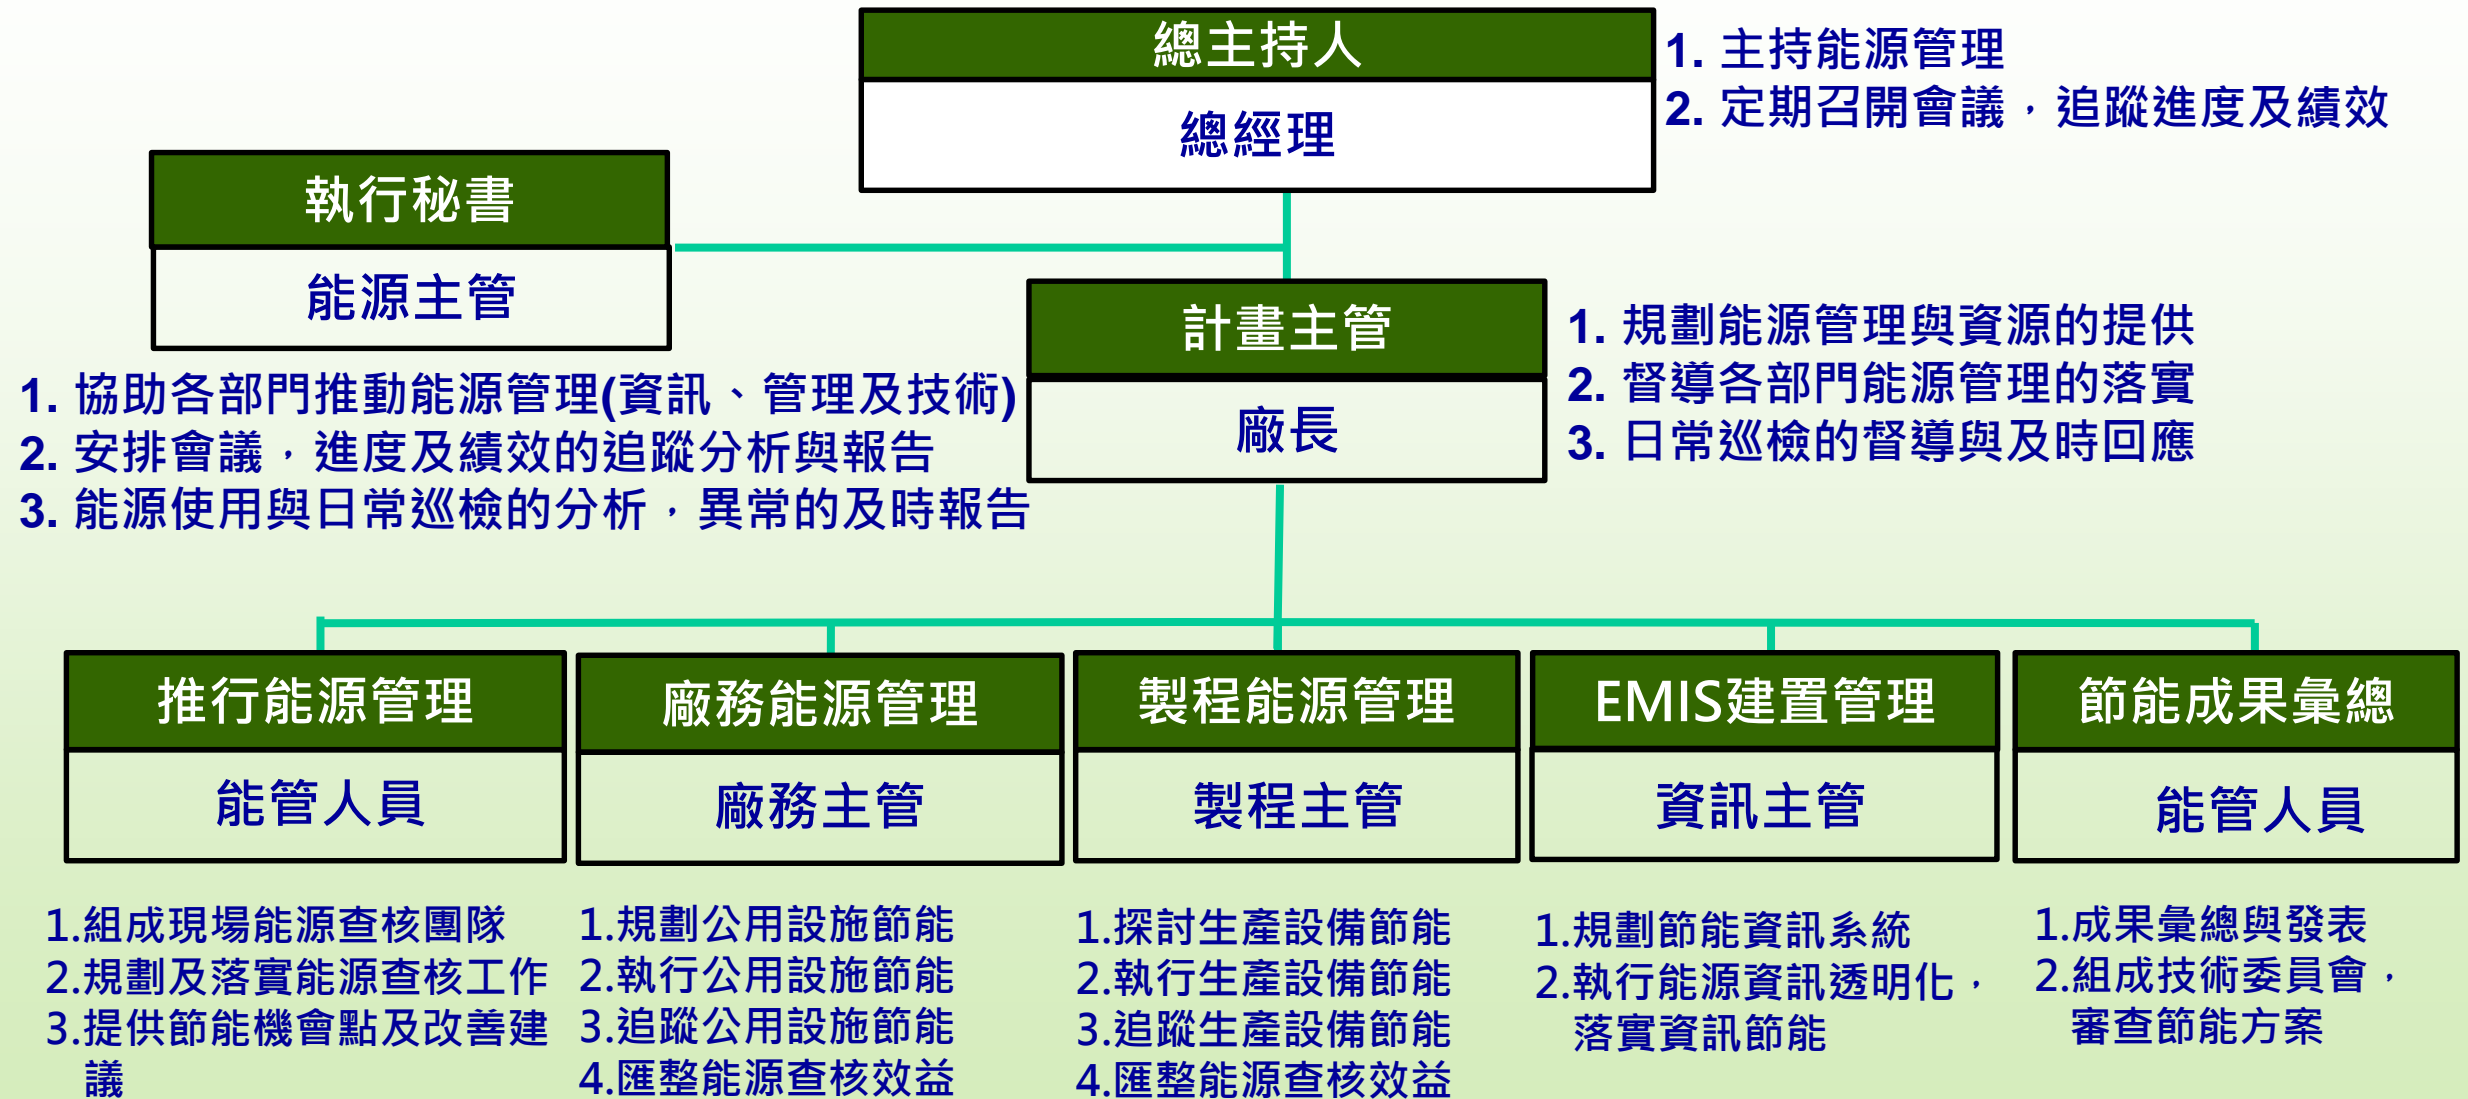 總主持人
總經理
1. 主持能源管理
2. 定期召開會議，追蹤進度及績效
執行秘書
能源主管
1. 協助各部門推動能源管理(資訊、管理及技術)
2. 安排會議，進度及績效的追蹤分析與報告
3. 能源使用與日常巡檢的分析，異常的及時報告
計畫主管
廠長
1. 規劃能源管理與資源的提供
2. 督導各部門能源管理的落實
3. 日常巡檢的督導與及時回應
推行能源管理
能管人員
1.組成現場能源查核團隊
2.規劃及落實能源查核工作
3.提供節能機會點及改善建
議
廠務能源管理
廠務主管
1.規劃公用設施節能
2.執行公用設施節能
3.追蹤公用設施節能
4.匯整能源查核效益
製程能源管理
製程主管
1.探討生產設備節能
2.執行生產設備節能
3.追蹤生產設備節能
4.匯整能源查核效益
EMIS建置管理
資訊主管
1.規劃節能資訊系統
2.執行能源資訊透明化，
落實資訊節能
節能成果彙總
能管人員
1.成果彙總與發表
2.組成技術委員會，
審查節能方案